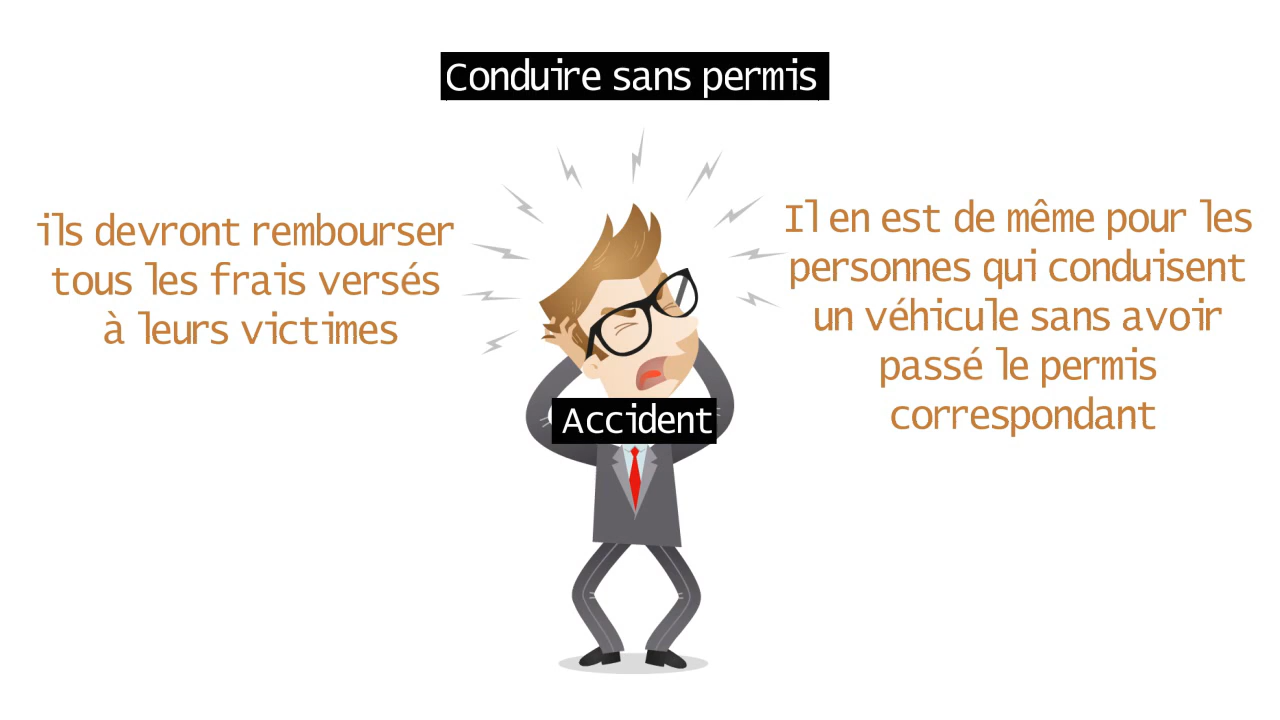 Conduire sans permis
ils devront rembourser
tous les frais versés
à leurs victimes
Il en est de même pour les
personnes qui conduisent
un véhicule sans avoir
passé le permis
correspondant
Accident